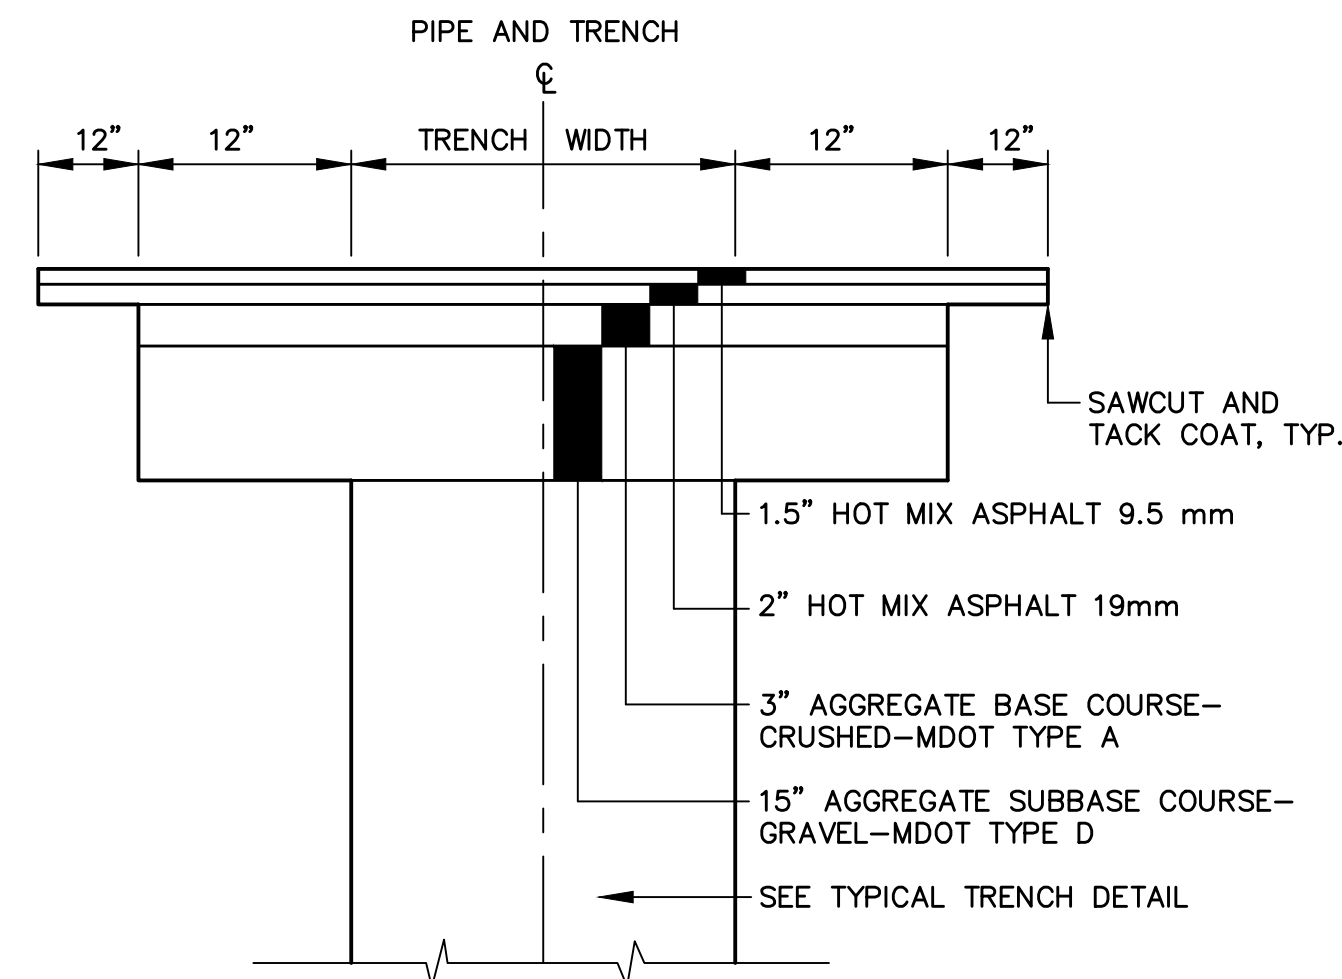 PIPE AND TRENCH
℄
12” 12” TRENCH WIDTH 12” 12”
SAWCUT AND
TACK COAT, TYP.
1.5” HOT MIX ASPHALT 9.5 mm
2” HOT MIX ASPHALT 19mm
3” AGGREGATE BASE COURSE–
CRUSHED–MDOT TYPE A
15” AGGREGATE SUBBASE COURSE–
GRAVEL–MDOT TYPE D
SEE TYPICAL TRENCH DETAIL